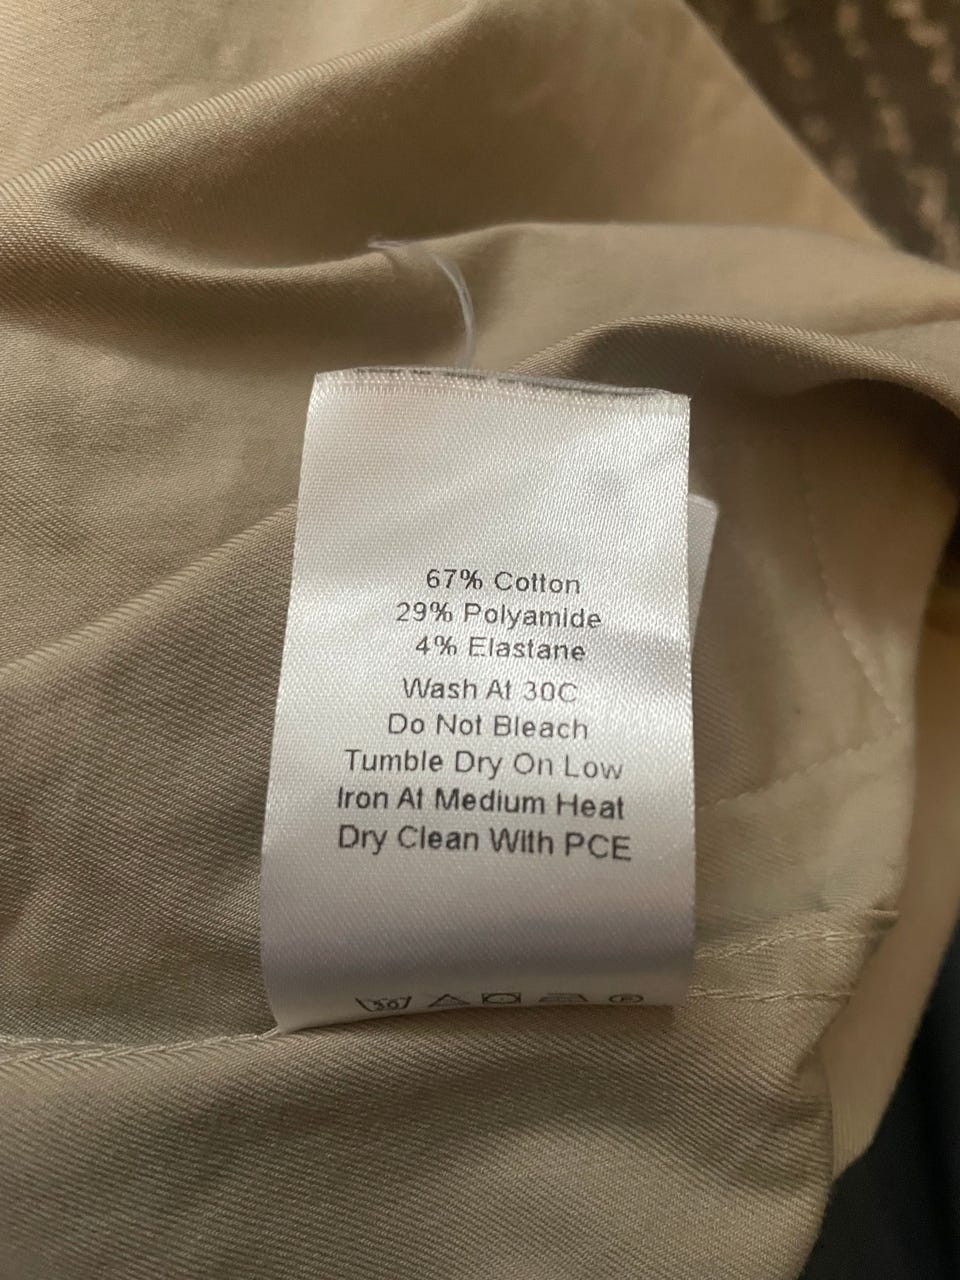 67% Cotton
29% Polyamide
4% Elastane
Wash At 30C
Do Not Bleach
Tumble Dry On Low
Iron At Medium Heat
Dry Clean With PCE
30 P